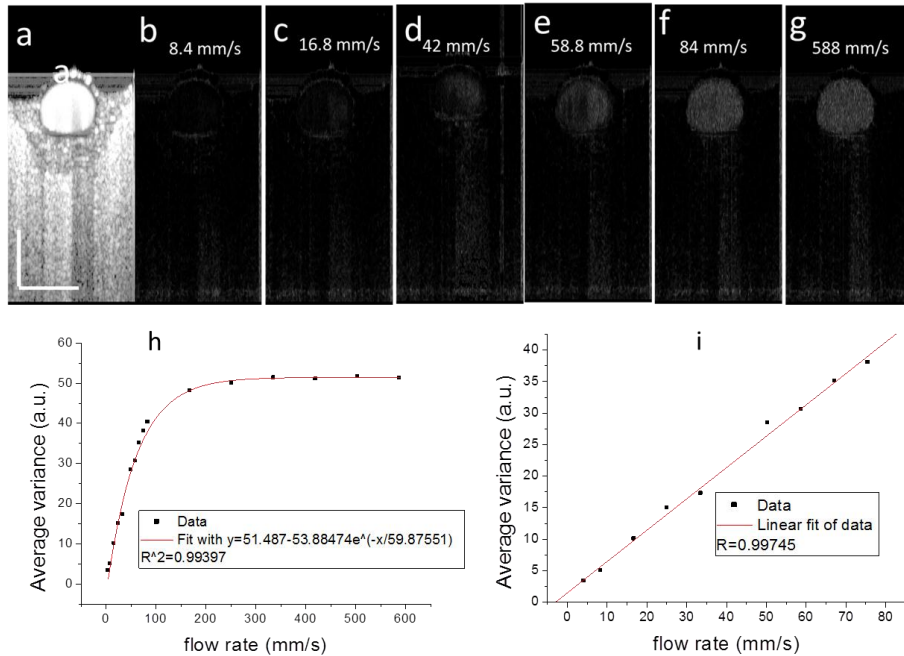 a b c d e f g
8.4 mm/s 16.8 mm/s 42 mm/s 58.8 mm/s 84 mm/s 588 mm/s
a
h
60
50
40
30
20
10
0
Average variance (a.u.)
Data
Fit with y=51.487-53.88474e^(-x/59.87551)
R^2=0.99397
0 100 200 300 400 500 600
flow rate (mm/s)
i
40
35
30
25
20
15
10
5
0
Average variance (a.u.)
Data
Linear fit of data
R=0.99745
0 10 20 30 40 50 60 70 80
flow rate (mm/s)